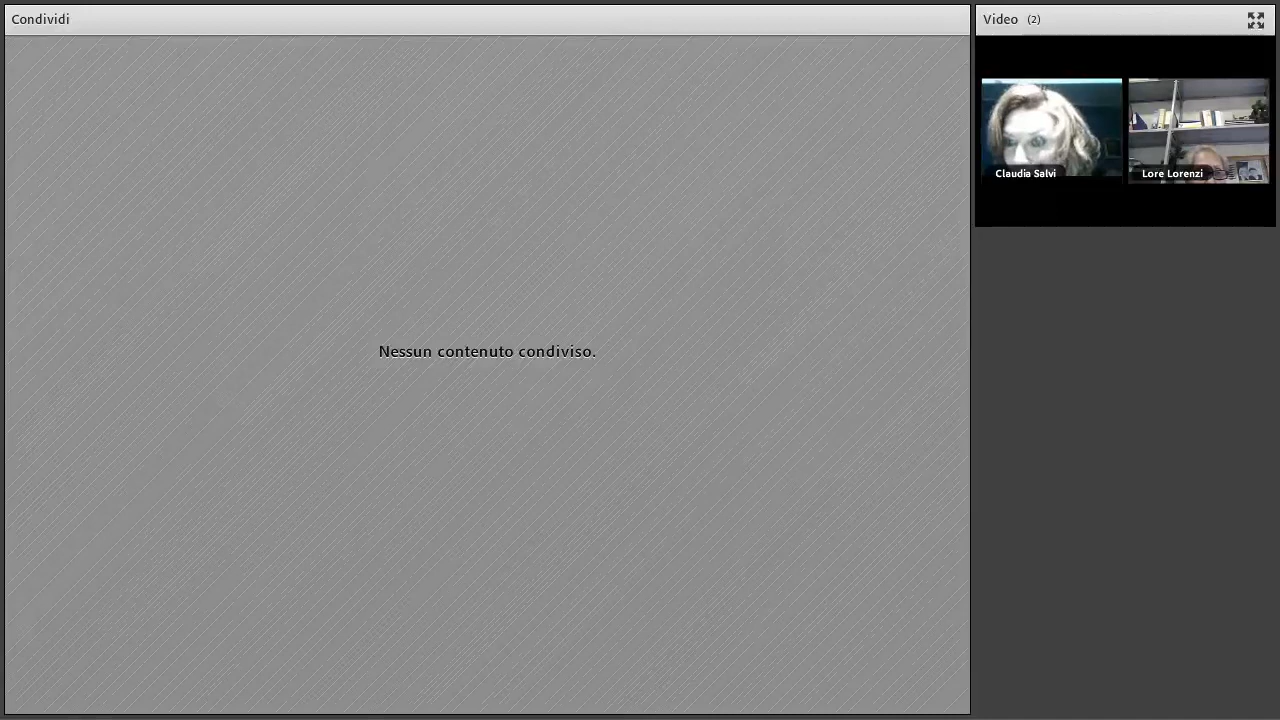 Condividi
Video (2)
Claudia Salvi
Lore Lorenzi
Nessun contenuto condiviso.